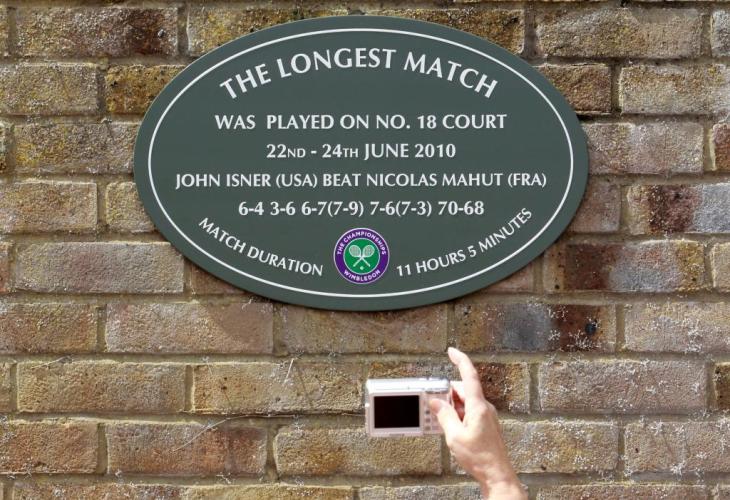 THE LONGEST MATCH
WAS PLAYED ON NO. 18 COURT
22ND - 24TH JUNE 2010
JOHN ISNER (USA) BEAT NICOLAS MAHUT (FRA)
6-4 3-6 6-7(7-9) 7-6(7-3) 70-68
MATCH DURATION 11 HOURS 5 MINUTES
THE CHAMPIONSHIPS
WIMBLEDON